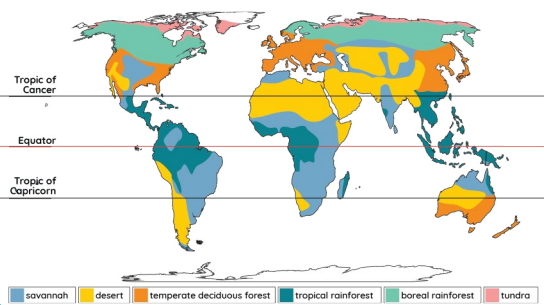 Tropic of
Cancer
Equator
Tropic of
Capricorn
savannah desert temperate deciduous forest tropical rainforest boreal rainforest tundra